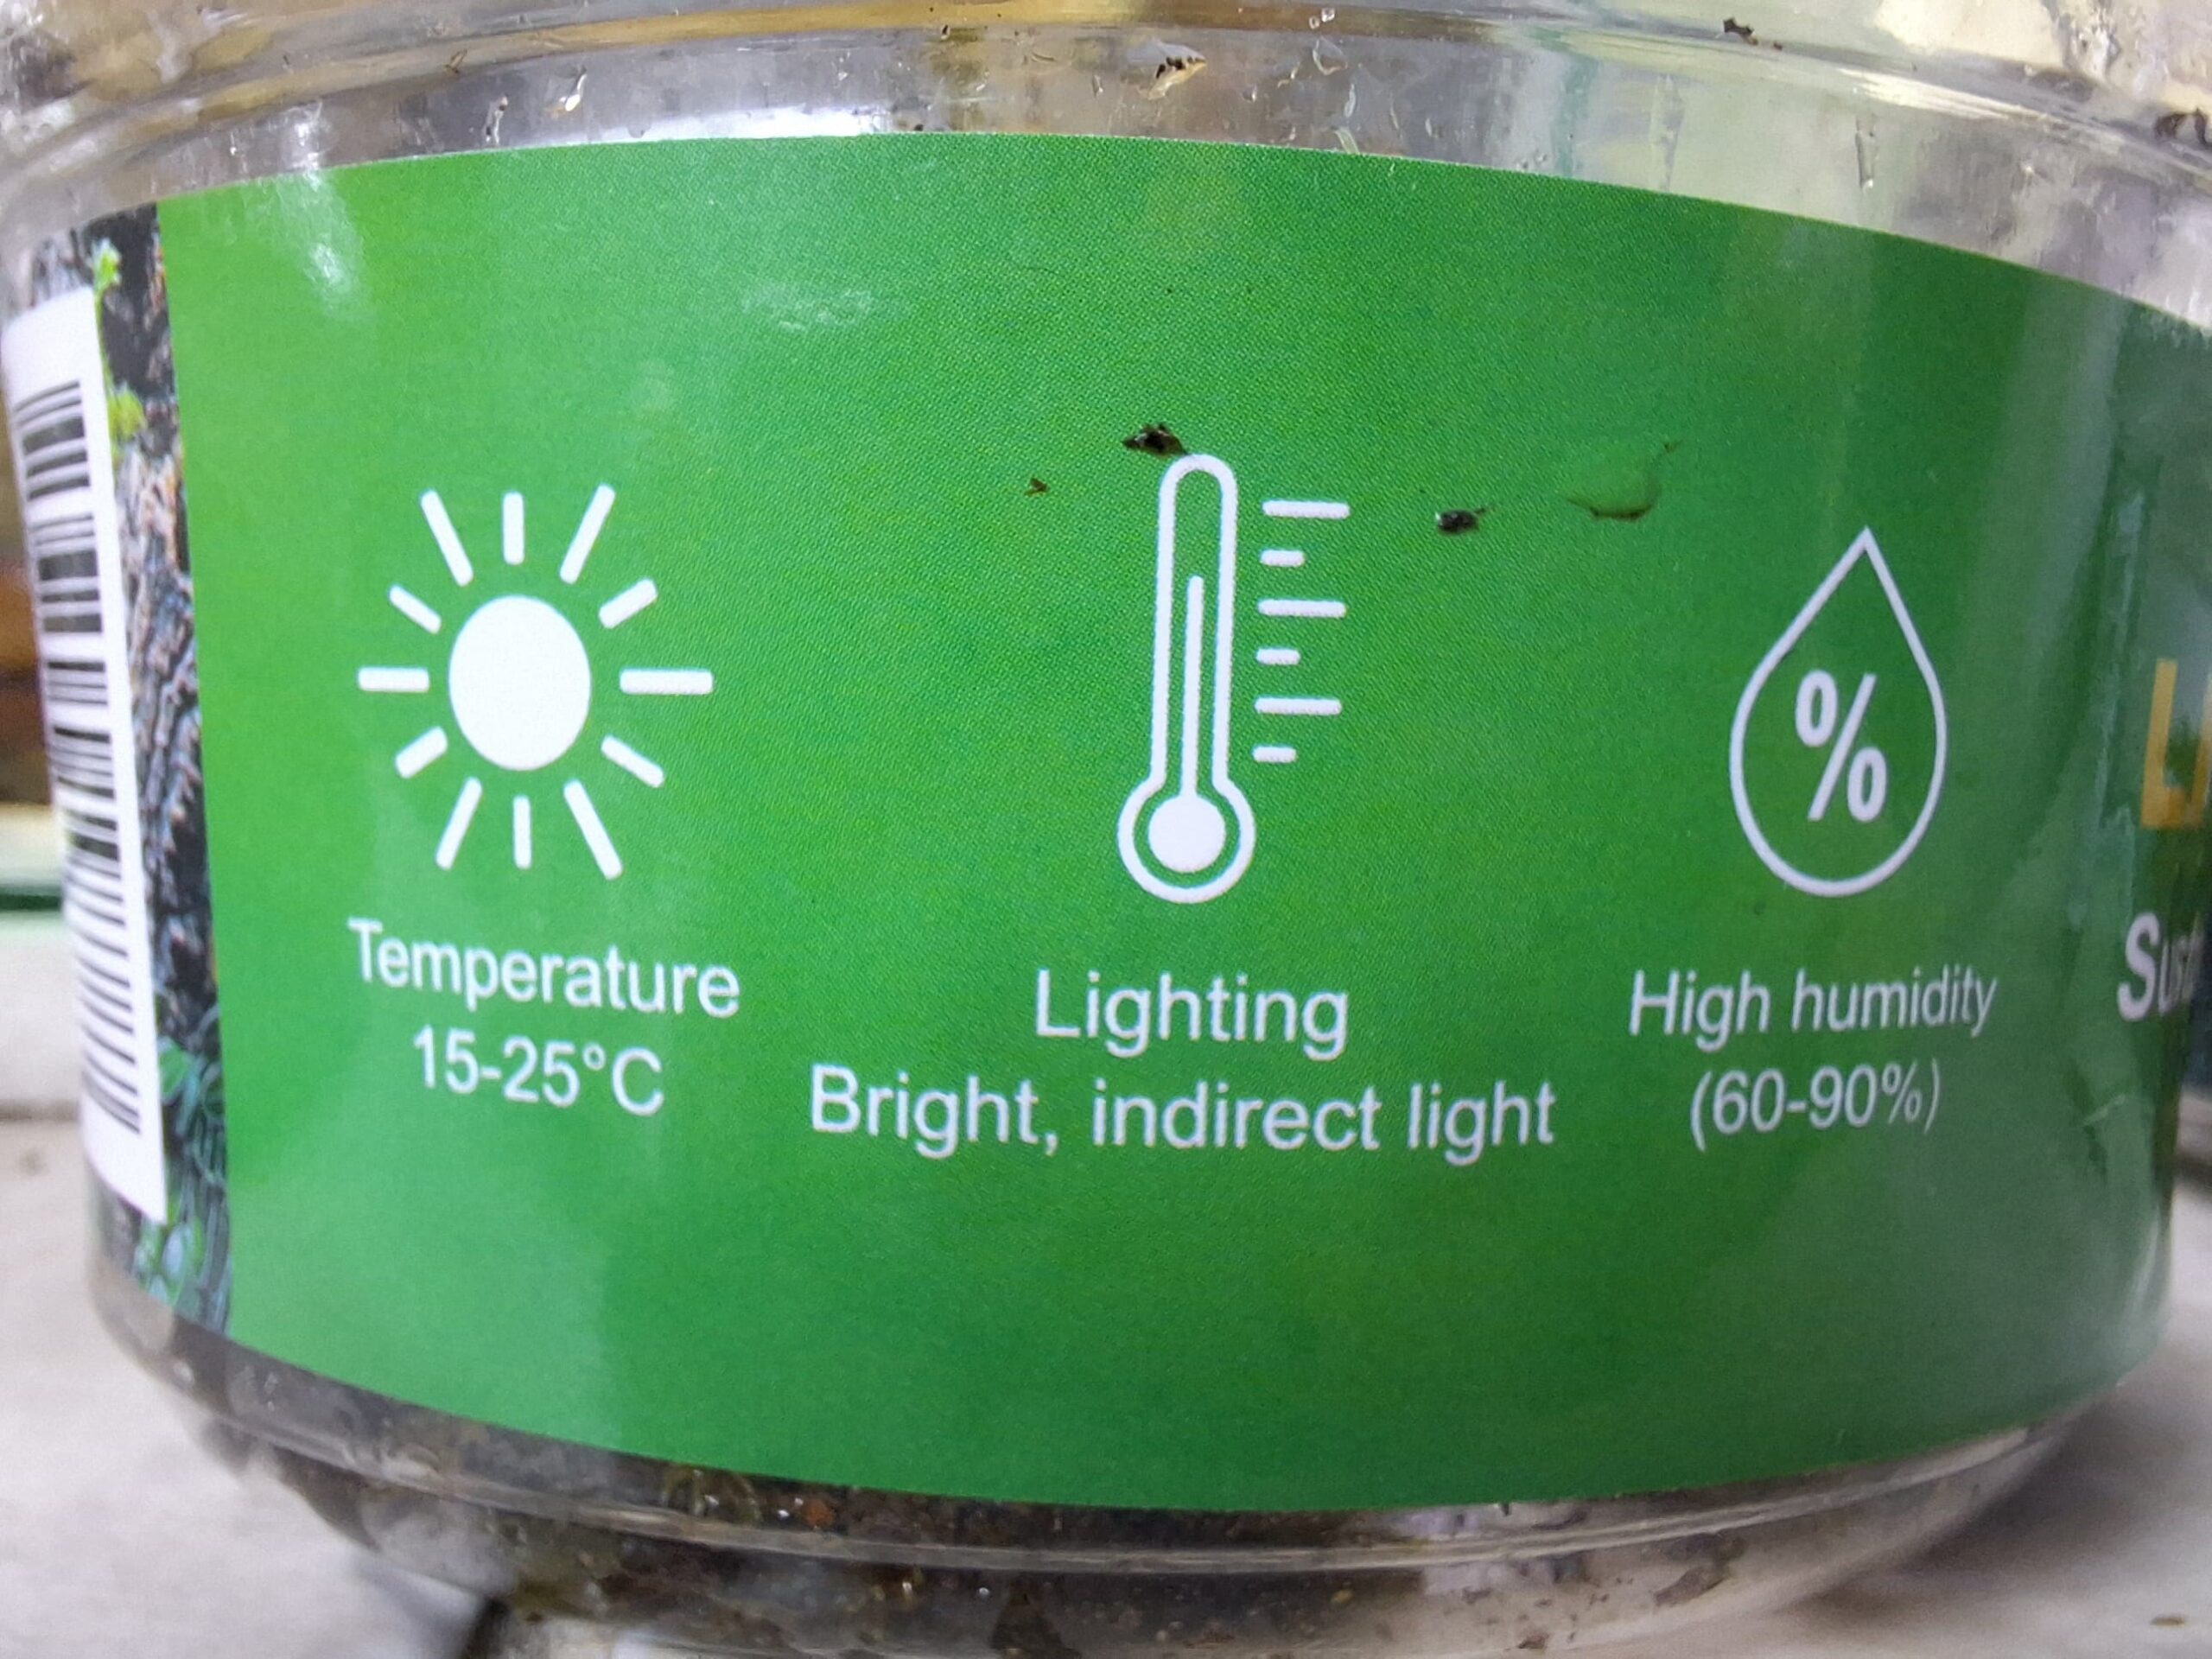 Temperature
15-25°C
Lighting
Bright, indirect light
%
High humidity
(60-90%)